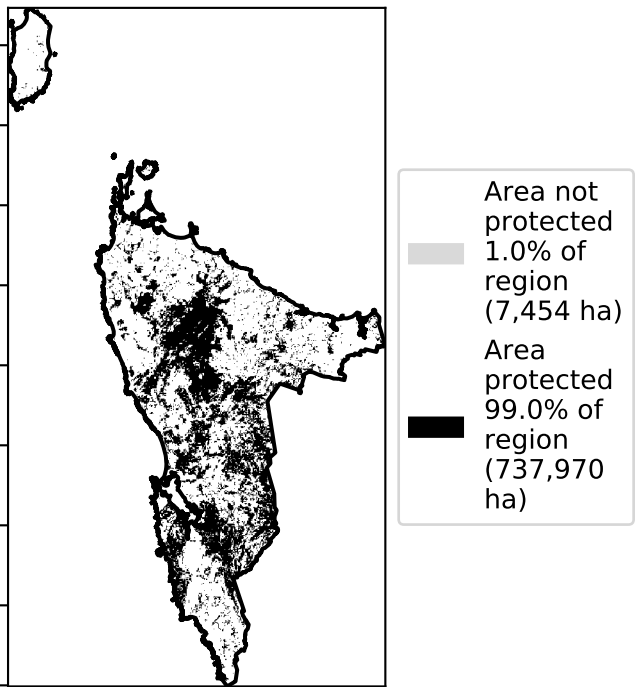 Area not
protected
1.0% of
region
(7,454 ha)
Area
protected
99.0% of
region
(737,970
ha)